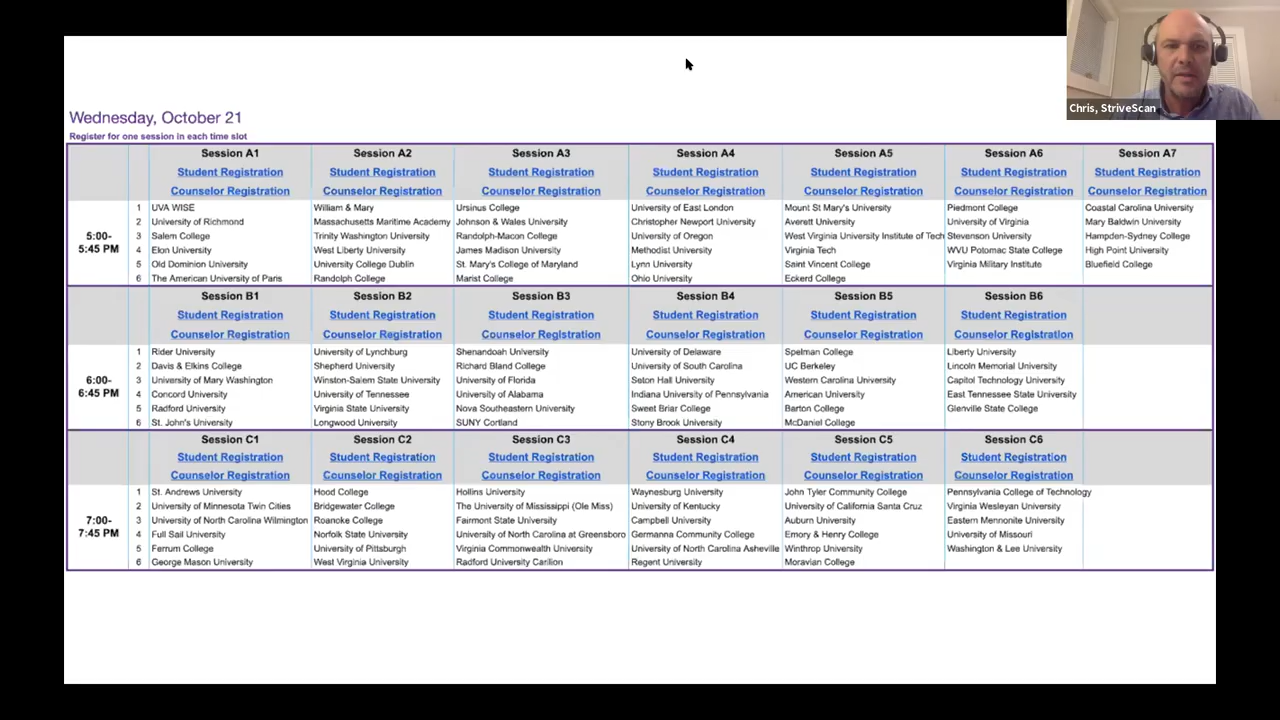 Chris, StriveScan
Wednesday, October 21
Register for one session in each time slot
Session A1 Session A2 Session A3 Session A4 Session A5 Session A6 Session A7
Student Registration Student Registration Student Registration Student Registration Student Registration Student Registration Student Registration
Counselor Registration Counselor Registration Counselor Registration Counselor Registration Counselor Registration Counselor Registration Counselor Registration
5:00-
5:45 PM
1 UVA WISE William & Mary Ursinus College University of East London Mount St Mary's University Piedmont College Coastal Carolina University
2 University of Richmond Massachusetts Maritime Academy Johnson & Wales University Christopher Newport University Averett University University of Virginia Mary Baldwin University
3 Salem College Trinity Washington University Randolph-Macon College University of Oregon West Virginia University Institute of Tech Stevenson University Hampden-Sydney College
4 Elon University West Liberty University James Madison University Methodist University Virginia Tech WVU Potomac State College High Point University
5 Old Dominion University University College Dublin St. Mary's College of Maryland Lynn University Saint Vincent College Virginia Military Institute Bluefield College
6 The American University of Paris Randolph College Marist College Ohio University Eckerd College
Session B1 Session B2 Session B3 Session B4 Session B5 Session B6
Student Registration Student Registration Student Registration Student Registration Student Registration Student Registration
Counselor Registration Counselor Registration Counselor Registration Counselor Registration Counselor Registration Counselor Registration
6:00-
6:45 PM
1 Rider University University of Lynchburg Shenandoah University University of Delaware Spelman College Liberty University
2 Davis & Elkins College Shepherd University Richard Bland College University of South Carolina UC Berkeley Lincoln Memorial University
3 University of Mary Washington Winston-Salem State University University of Florida Seton Hall University Western Carolina University Capitol Technology University
4 Concord University University of Tennessee University of Alabama Indiana University of Pennsylvania American University East Tennessee State University
5 Radford University Virginia State University Nova Southeastern University Sweet Briar College Barton College Glenville State College
6 St. John's University Longwood University SUNY Cortland Stony Brook University McDaniel College
Session C1 Session C2 Session C3 Session C4 Session C5 Session C6
Student Registration Student Registration Student Registration Student Registration Student Registration Student Registration
Counselor Registration Counselor Registration Counselor Registration Counselor Registration Counselor Registration Counselor Registration
7:00-
7:45 PM
1 St. Andrews University Hood College Hollins University Waynesburg University John Tyler Community College Pennsylvania College of Technology
2 University of Minnesota Twin Cities Bridgewater College The University of Mississippi (Ole Miss) University of Kentucky University of California Santa Cruz Virginia Wesleyan University
3 University of North Carolina Wilmington Roanoke College Fairmont State University Campbell University Auburn University Eastern Mennonite University
4 Full Sail University Norfolk State University University of North Carolina at Greensboro Germanna Community College Emory & Henry College University of Missouri
5 Ferrum College University of Pittsburgh Virginia Commonwealth University University of North Carolina Asheville Winthrop University Washington & Lee University
6 George Mason University West Virginia University Radford University Carilion Regent University Moravian College